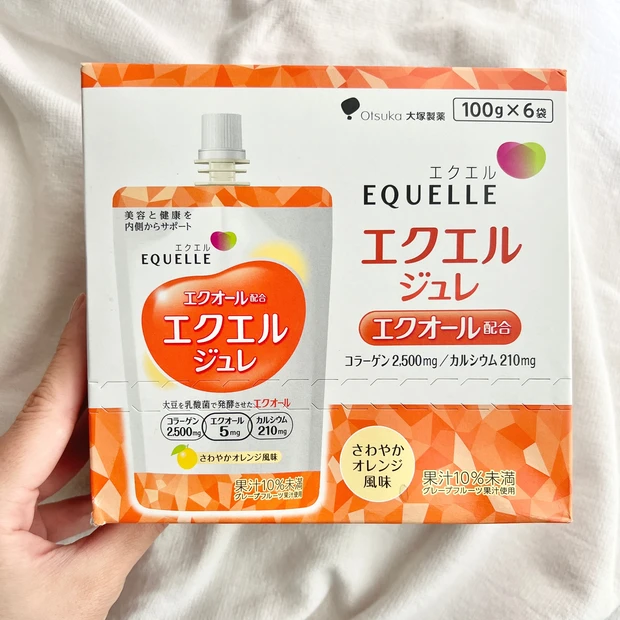 Otsuka 大塚製薬
100g×6袋
エクエル
EQUELLE
エクエル
ジュレ
エクオール配合
コラーゲン2,500mg/カルシウム210mg
さわやか
オレンジ
風味
果汁10%未満
グレープフルーツ果汁使用
美容と健康を
内側からサポート
エクエル
EQUELLE
エクオール配合
エクエル
ジュレ
大豆を乳酸菌で発酵させたエクオール
コラーゲン
2,500mg
エクオール
5mg
カルシウム
210mg
さわやかオレンジ風味
果汁10%未満
グレープフルーツ果汁使用